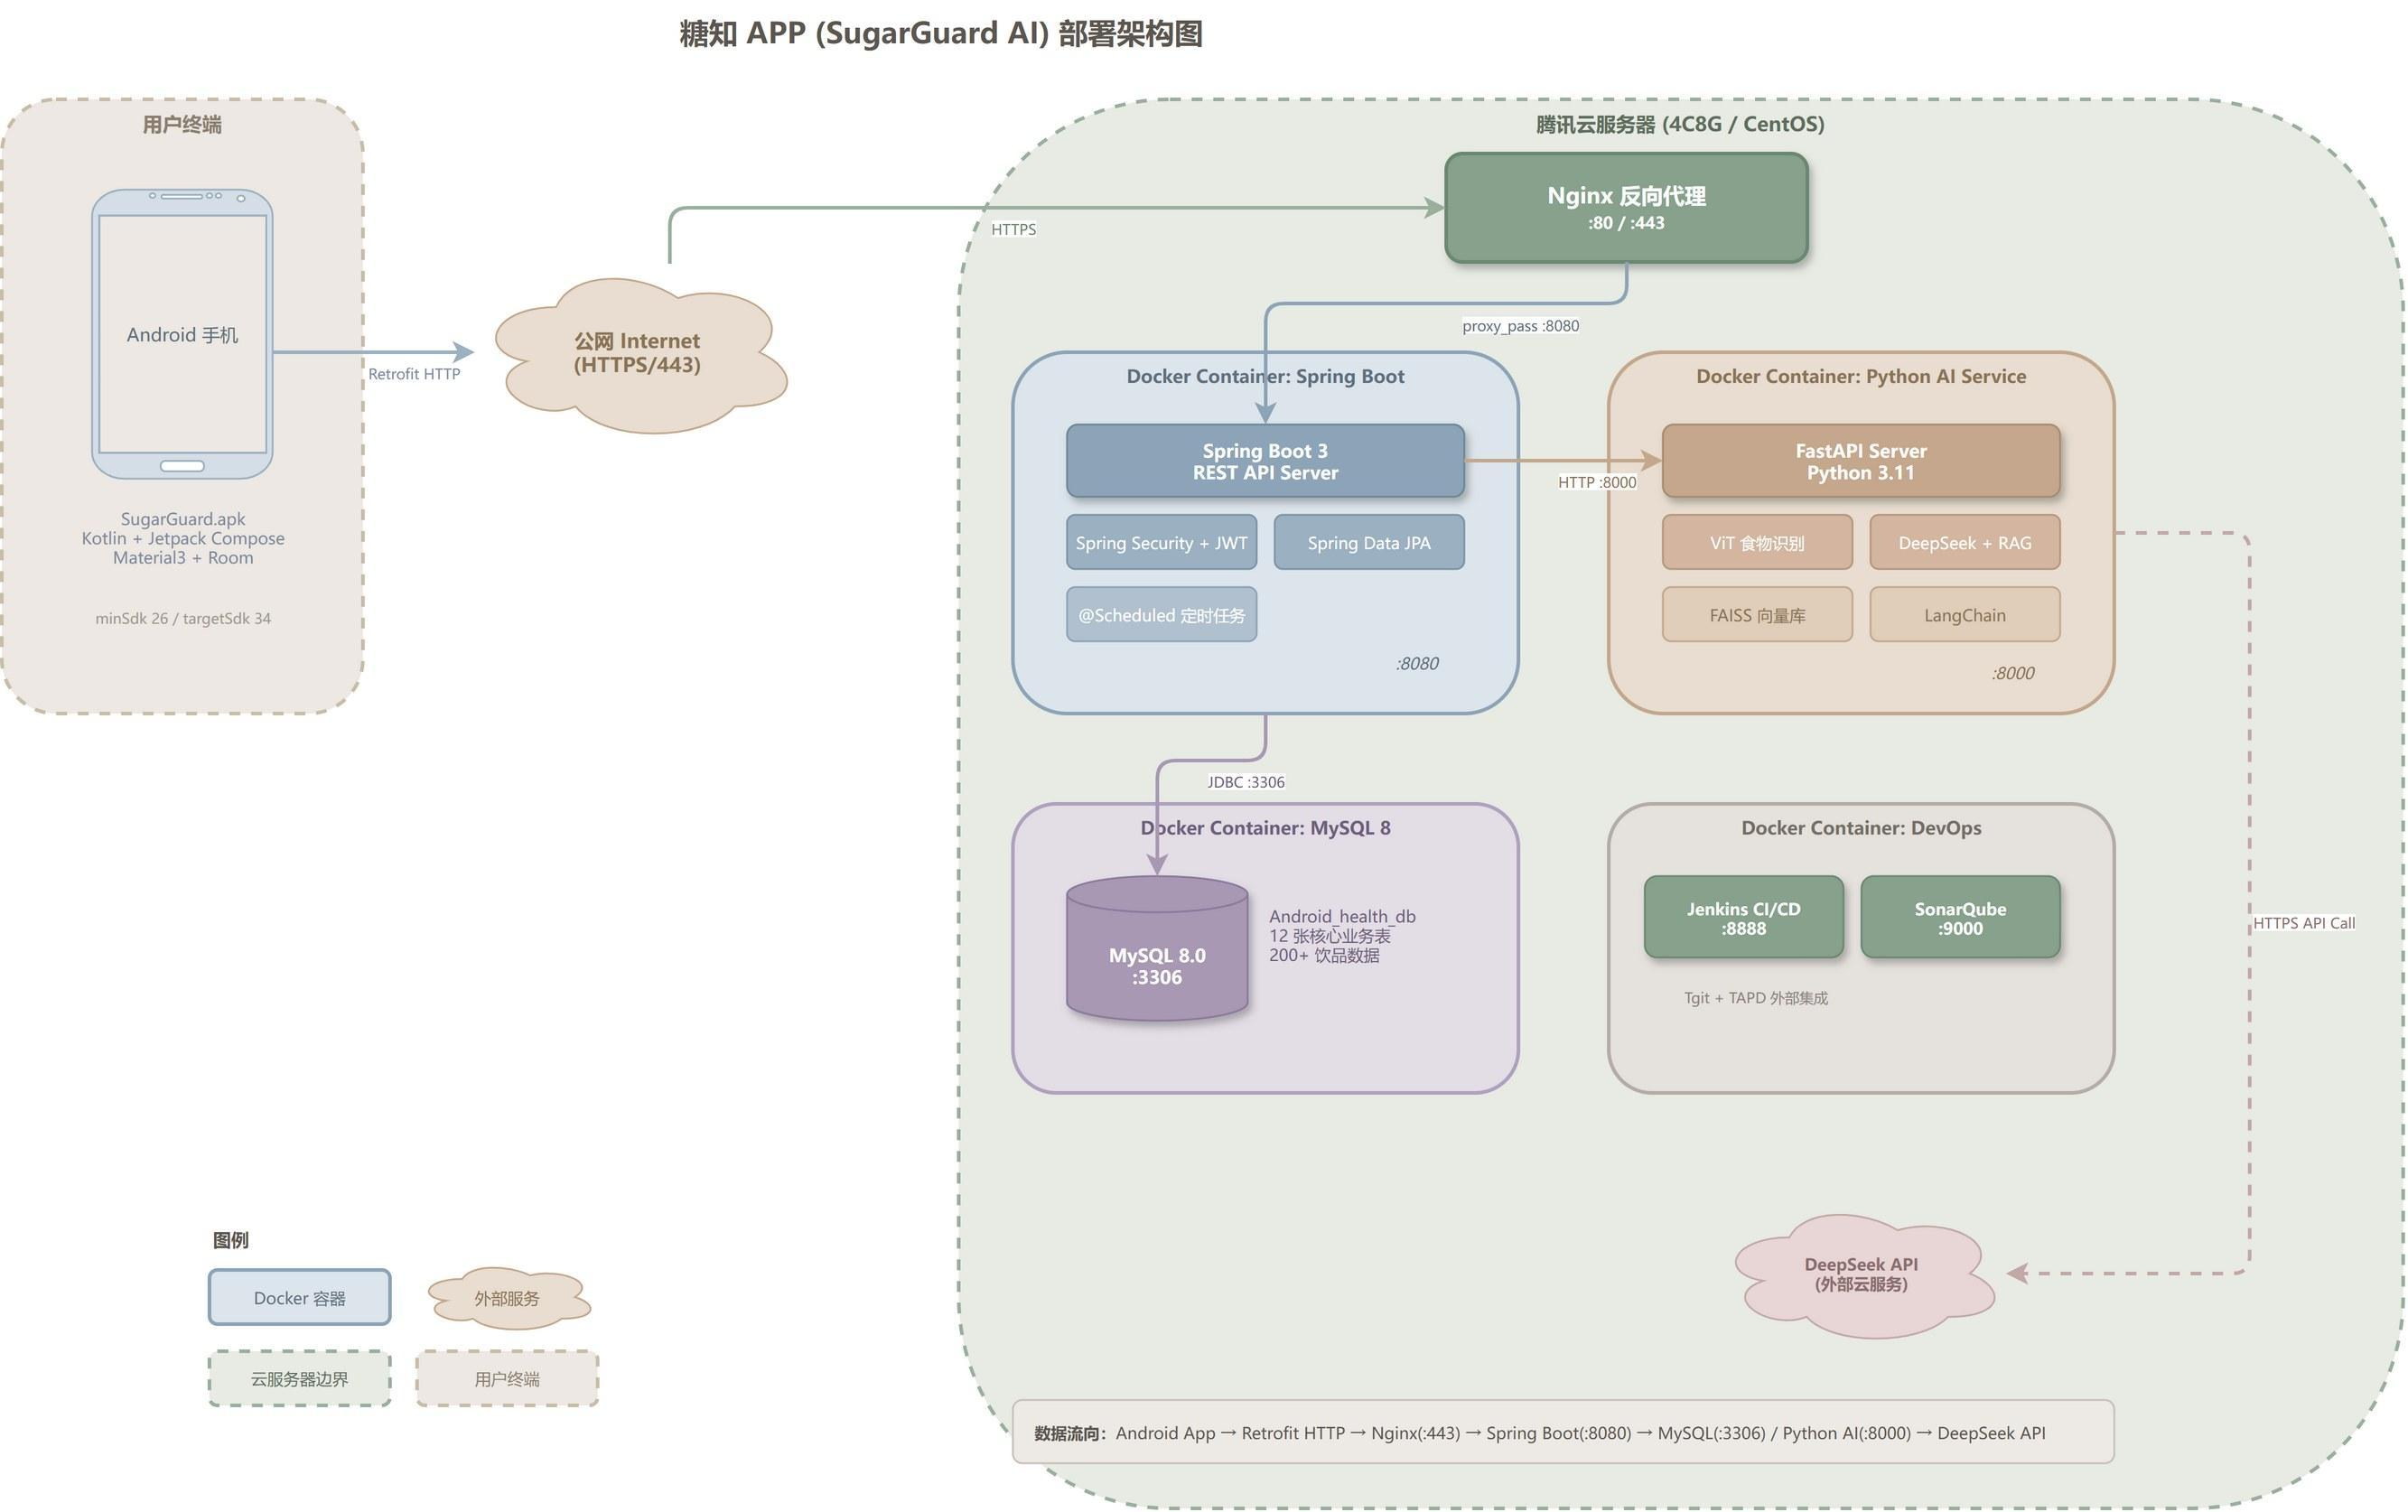 糖知 APP (SugarGuard AI) 部署架构图
用户终端
Android 手机
SugarGuard.apk
Kotlin + Jetpack Compose
Material3 + Room
minSdk 26 / targetSdk 34
Retrofit HTTP
公网 Internet
(HTTPS/443)
HTTPS
腾讯云服务器 (4C8G / CentOS)
Nginx 反向代理
:80 / :443
proxy_pass :8080
Docker Container: Spring Boot
Spring Boot 3
REST API Server
Spring Security + JWT
Spring Data JPA
@Scheduled 定时任务
:8080
HTTP :8000
Docker Container: Python AI Service
FastAPI Server
Python 3.11
ViT 食物识别
DeepSeek + RAG
FAISS 向量库
LangChain
:8000
JDBC :3306
Docker Container: MySQL 8
MySQL 8.0
:3306
Android_health_db
12 张核心业务表
200+ 饮品数据
Docker Container: DevOps
Jenkins CI/CD
:8888
SonarQube
:9000
Tgit + TAPD 外部集成
HTTPS API Call
DeepSeek API
(外部云服务)
图例
Docker 容器
外部服务
云服务器边界
用户终端
数据流向：Android App → Retrofit HTTP → Nginx(:443) → Spring Boot(:8080) → MySQL(:3306) / Python AI(:8000) → DeepSeek API